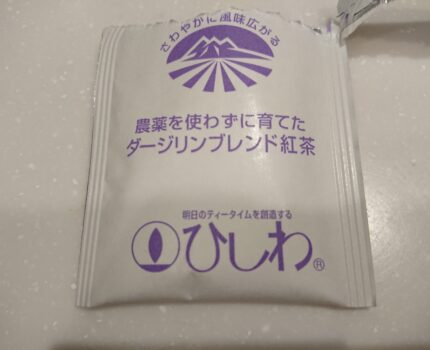 さわやかに風味広がる
農薬を使わずに育てた
ダージリンブレンド紅茶
明日のティータイムを創造する
ひしわ®